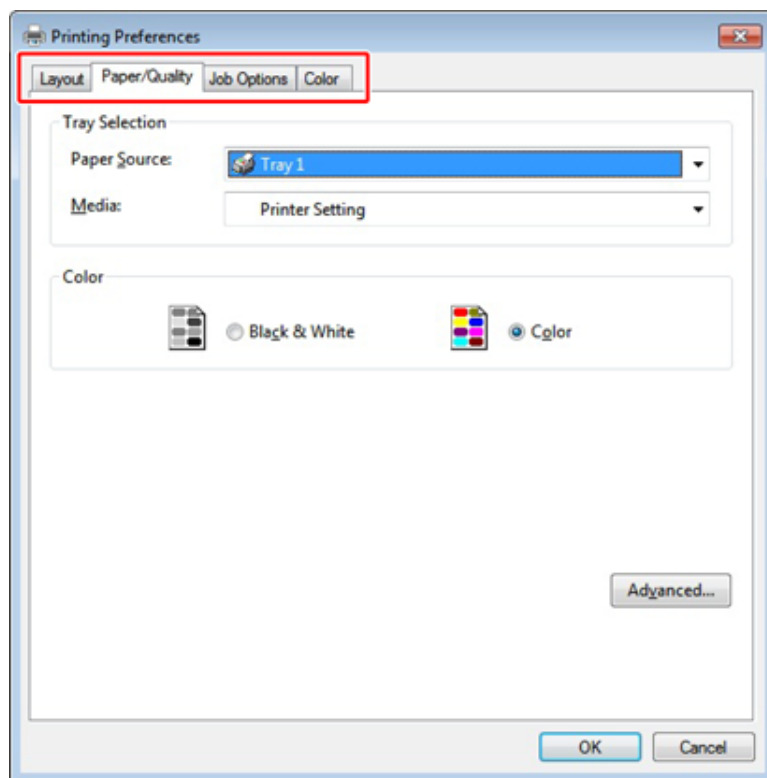 Printing Preferences
Layout Paper/Quality Job Options Color
Tray Selection
Paper Source: Tray 1
Media: Printer Setting
Color
Black & White Color
Advanced...
OK Cancel